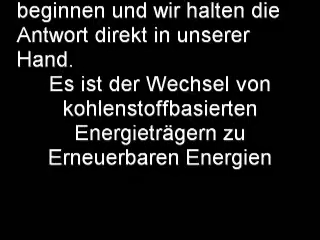 beginnen und wir halten die
Antwort direkt in unserer
Hand.
Es ist der Wechsel von
kohlenstoffbasierten
Energieträgern zu
Erneuerbaren Energien